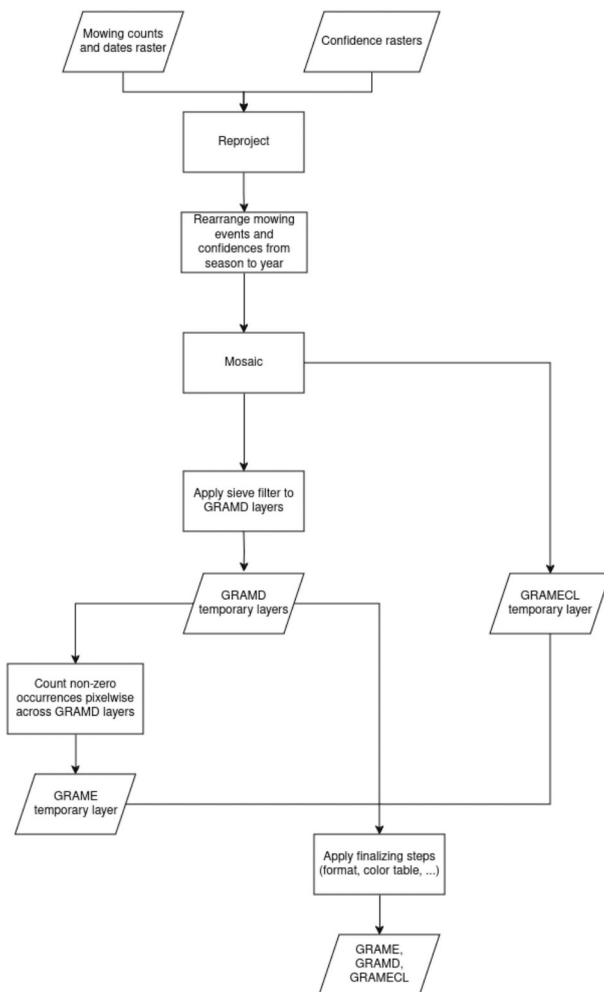 Mowing counts
and dates raster
Confidence rasters
Reproject
Rearrange mowing
events and
confidences from
season to year
Mosaic
Apply sieve filter to
GRAMD layers
GRAMD
temporary layers
GRAMECL
temporary layer
Count non-zero
occurrences pixelwise
across GRAMD layers
GRAME
temporary layer
Apply finalizing steps
(format, color table, ...)
GRAME,
GRAMD,
GRAMECL